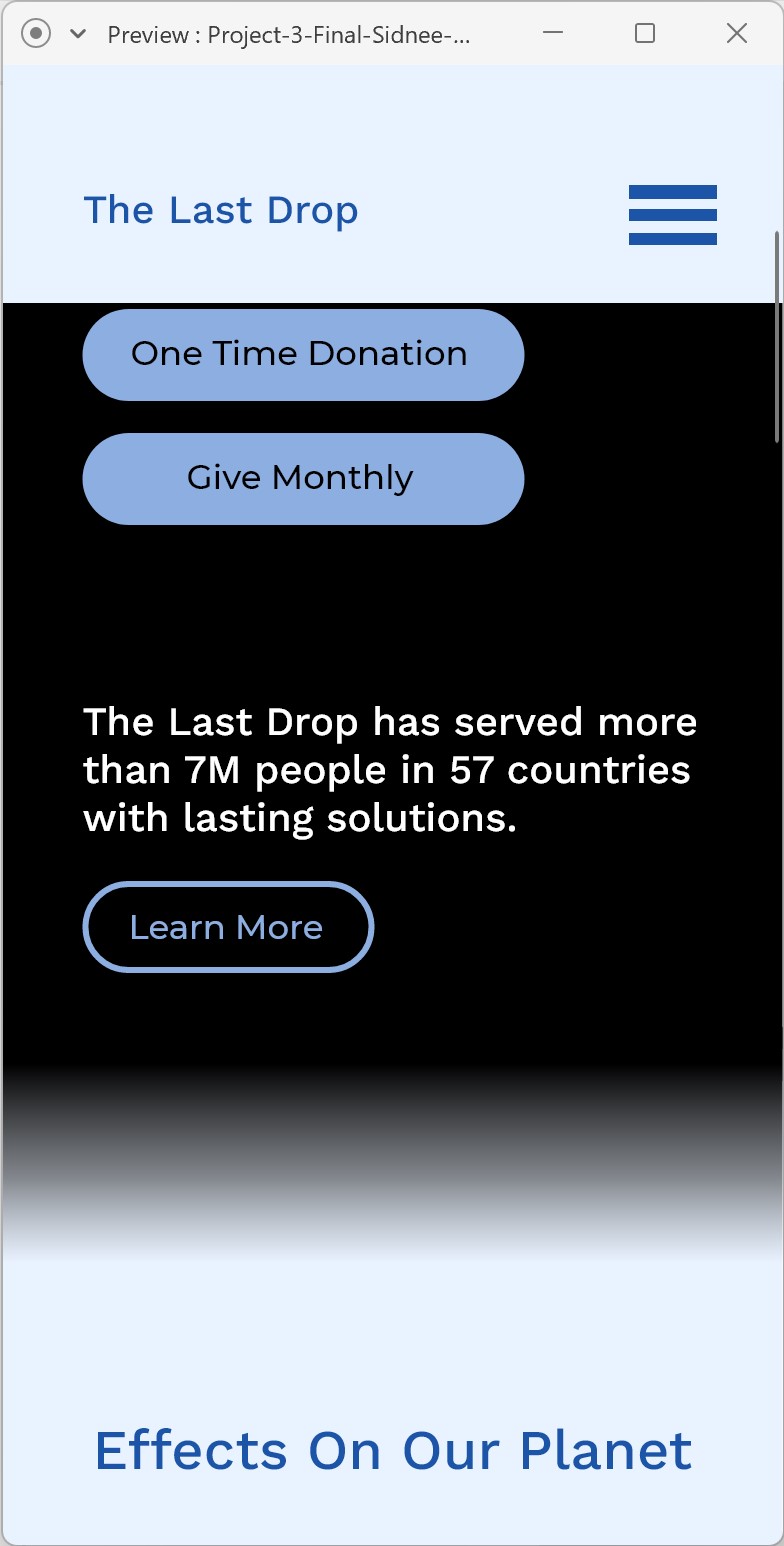 Preview : Project-3-Final-Sidnee-...
The Last Drop
One Time Donation
Give Monthly
The Last Drop has served more
than 7M people in 57 countries
with lasting solutions.
Learn More
Effects On Our Planet